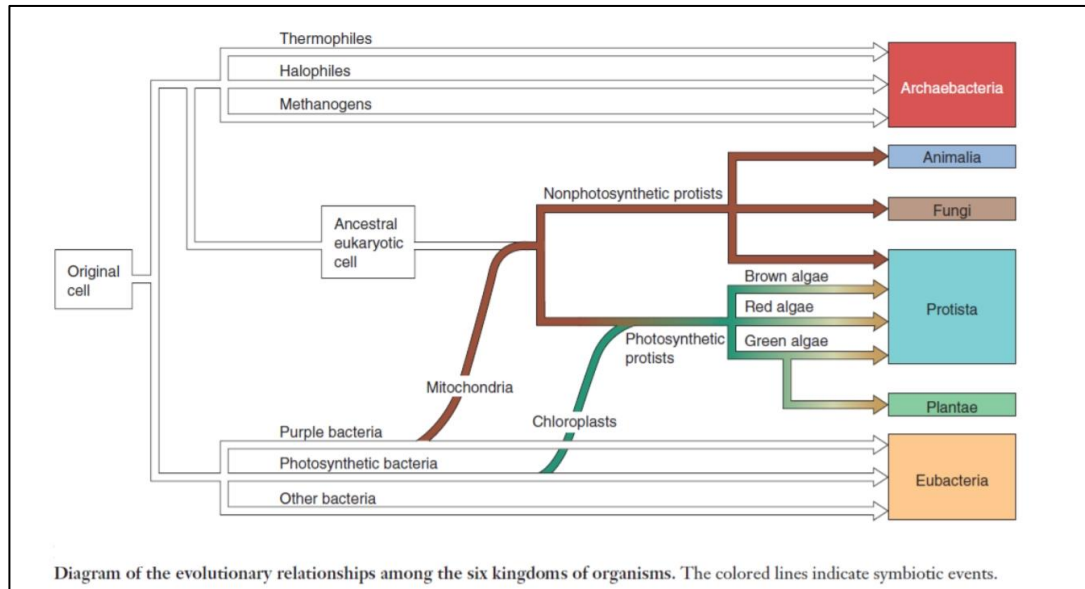 Thermophiles
Halophiles
Methanogens
Archaebacteria
Animalia
Nonphotosynthetic protists
Fungi
Ancestral
eukaryotic
cell
Original
cell
Brown algae
Red algae
Green algae
Protista
Photosynthetic
protists
Mitochondria
Chloroplasts
Plantae
Purple bacteria
Photosynthetic bacteria
Other bacteria
Eubacteria
Diagram of the evolutionary relationships among the six kingdoms of organisms. The colored lines indicate symbiotic events.